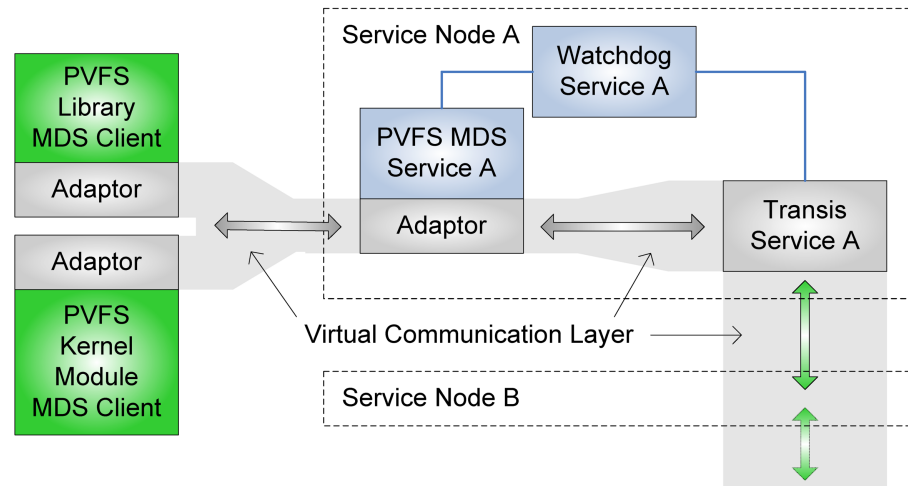 PVFS
Library
MDS Client
Adaptor
Adaptor
PVFS
Kernel
Module
MDS Client
Service Node A
Watchdog
Service A
PVFS MDS
Service A
Adaptor
Transis
Service A
Virtual Communication Layer
Service Node B